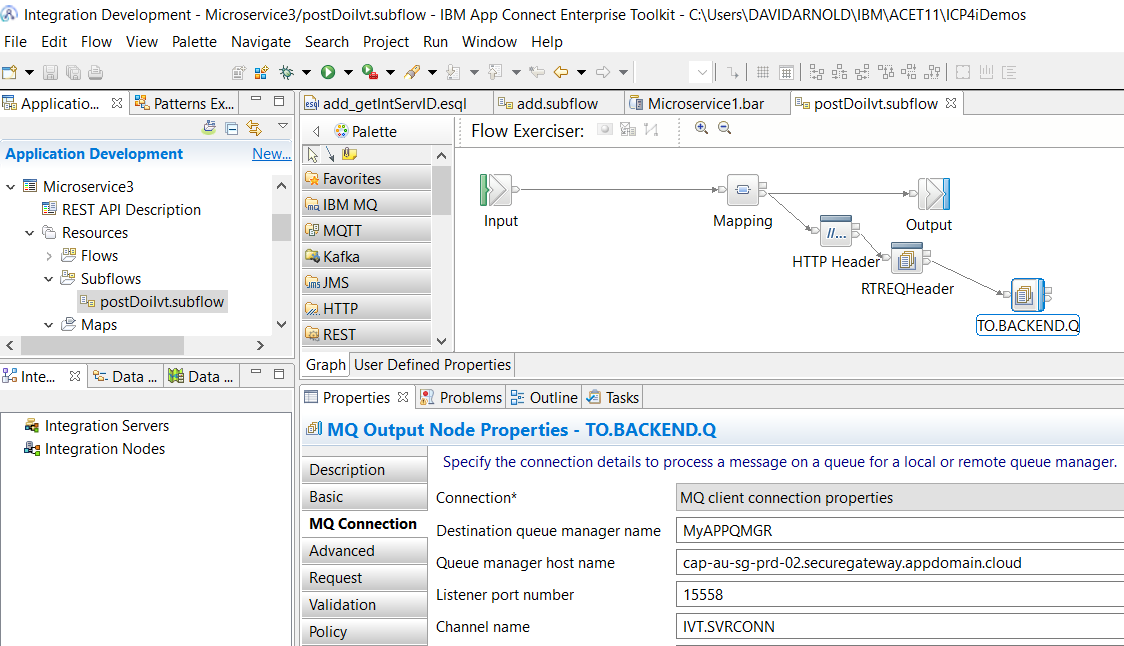 Integration Development - Microservice3/postDoiIvt.subflow - IBM App Connect Enterprise Toolkit - C:\Users\DAVIDARNOLD\IBM\ACET11\ICP4iDemos
File Edit Flow View Palette Navigate Search Project Run Window Help
Applicatio... Patterns Ex...
Application Development New...
Microservice3
REST API Description
Resources
Flows
Subflows
postDoiIvt.subflow
Maps
Inte... Data ... Data ...
Integration Servers
Integration Nodes
esql add_getIntServID.esql add.subflow Microservice1.bar postDoiIvt.subflow
Palette
Flow Exerciser:
Favorites
IBM MQ
MQTT
Kafka
JMS
HTTP
REST
Input
Mapping
Output
//...
HTTP Header
RTREQHeader
TO.BACKEND.Q
Graph User Defined Properties
Properties Problems Outline Tasks
MQ Output Node Properties - TO.BACKEND.Q
Description
Basic
MQ Connection
Advanced
Request
Validation
Policy
Specify the connection details to process a message on a queue for a local or remote queue manager.
Connection* MQ client connection properties
Destination queue manager name MyAPPQMGR
Queue manager host name cap-au-sg-prd-02.securegateway.appdomain.cloud
Listener port number 15558
Channel name IVT.SVRCONN